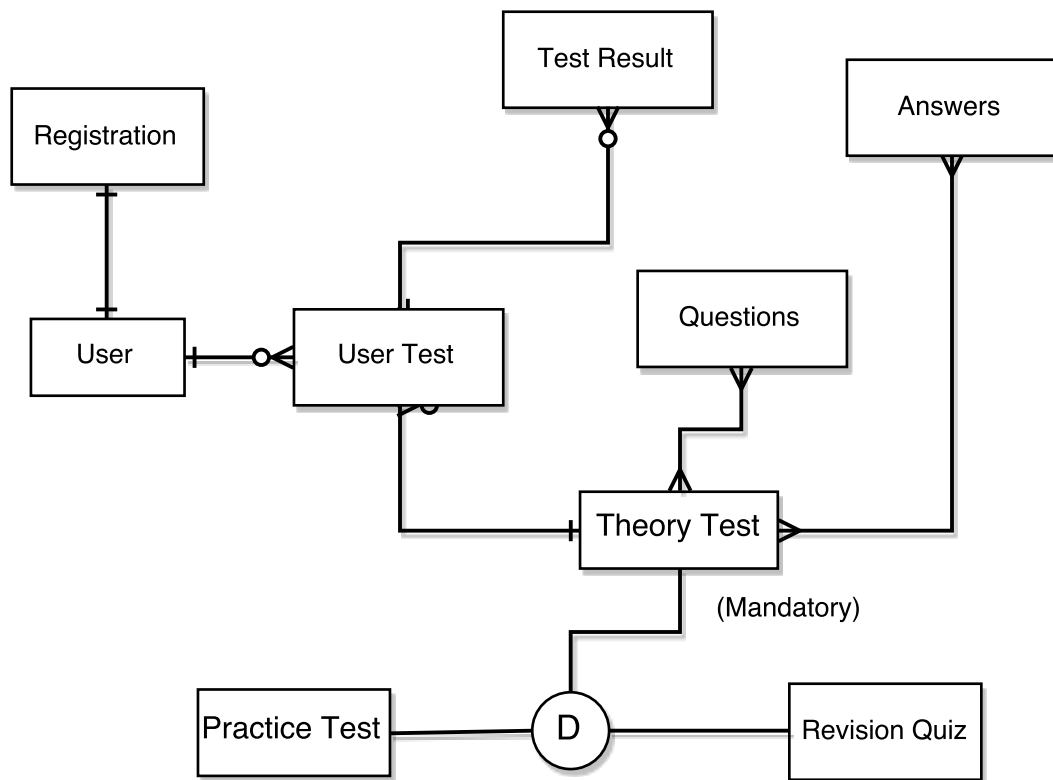 Test Result
Answers
Registration
Questions
User
User Test
Theory Test
(Mandatory)
Practice Test
D
Revision Quiz